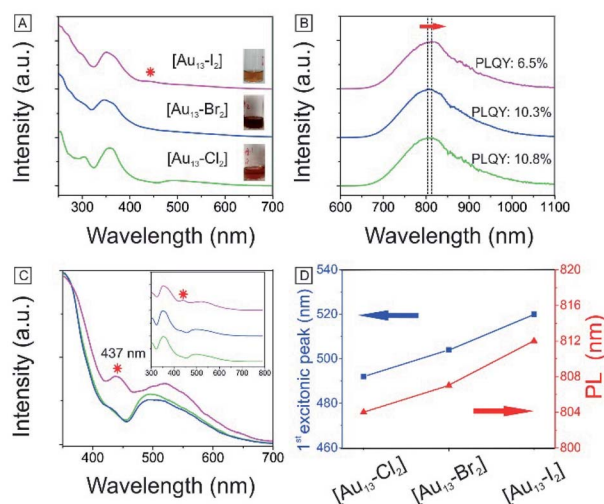 A
Intensity (a.u.)
*
[Au13-I2]
[Au13-Br2]
[Au13-Cl2]
300 400 500 600 700
Wavelength (nm)
B
Intensity (a.u.)
PLQY: 6.5%
PLQY: 10.3%
PLQY: 10.8%
600 700 800 900 1000 1100
Wavelength (nm)
C
Intensity (a.u.)
437 nm
*
*
300 400 500 600 700 800
400 500 600 700
Wavelength (nm)
D
1st excitonic peak (nm)
540
520
500
480
460
PL (nm)
820
816
812
808
804
800
[Au13-Cl2]
[Au13-Br2]
[Au13-I2]